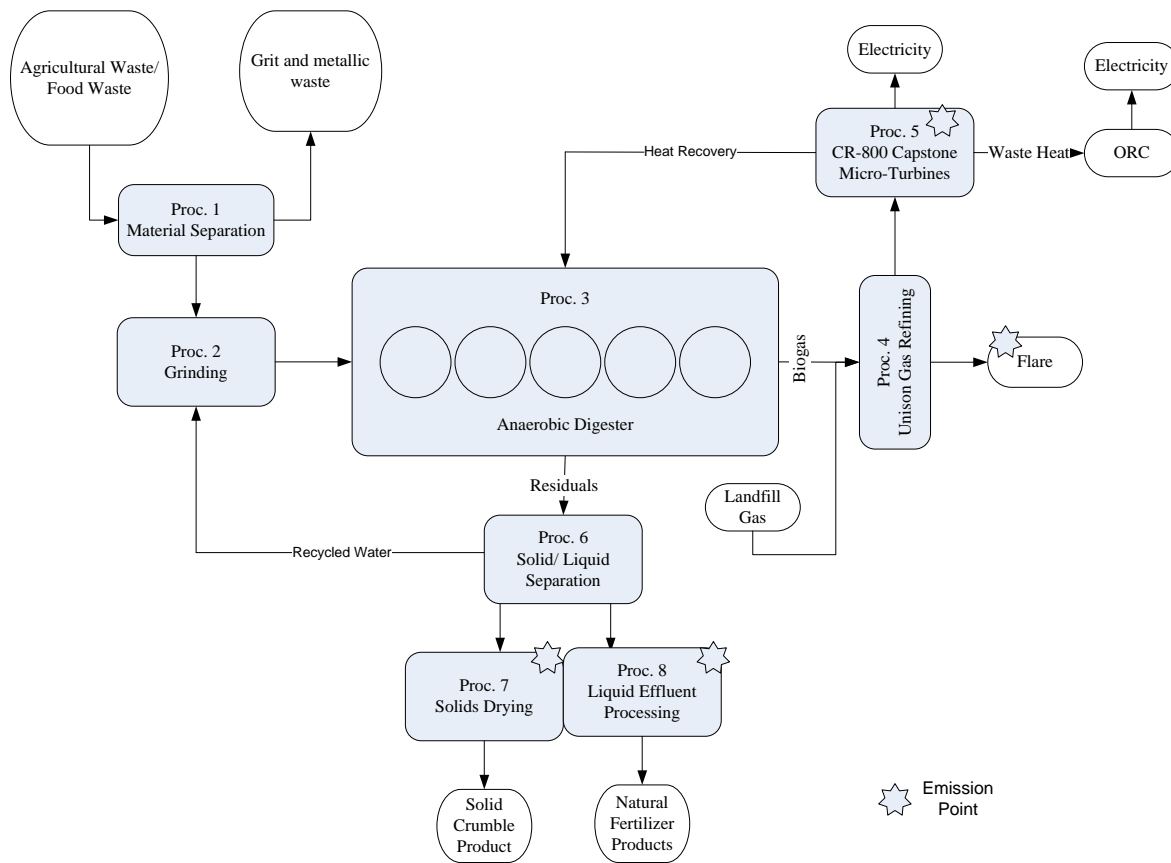 Agricultural Waste/
Food Waste
Grit and metallic
waste
Electricity
Electricity
Proc. 5
CR-800 Capstone
Micro-Turbines
Heat Recovery
Waste Heat
ORC
Proc. 1
Material Separation
Proc. 3
Proc. 2
Grinding
Anaerobic Digester
Biogas
Proc. 4
Unison Gas Refining
Flare
Residuals
Landfill
Gas
Proc. 6
Solid/ Liquid
Separation
Recycled Water
Proc. 7
Solids Drying
Proc. 8
Liquid Effluent
Processing
Solid
Crumble
Product
Natural
Fertilizer
Products
Emission
Point